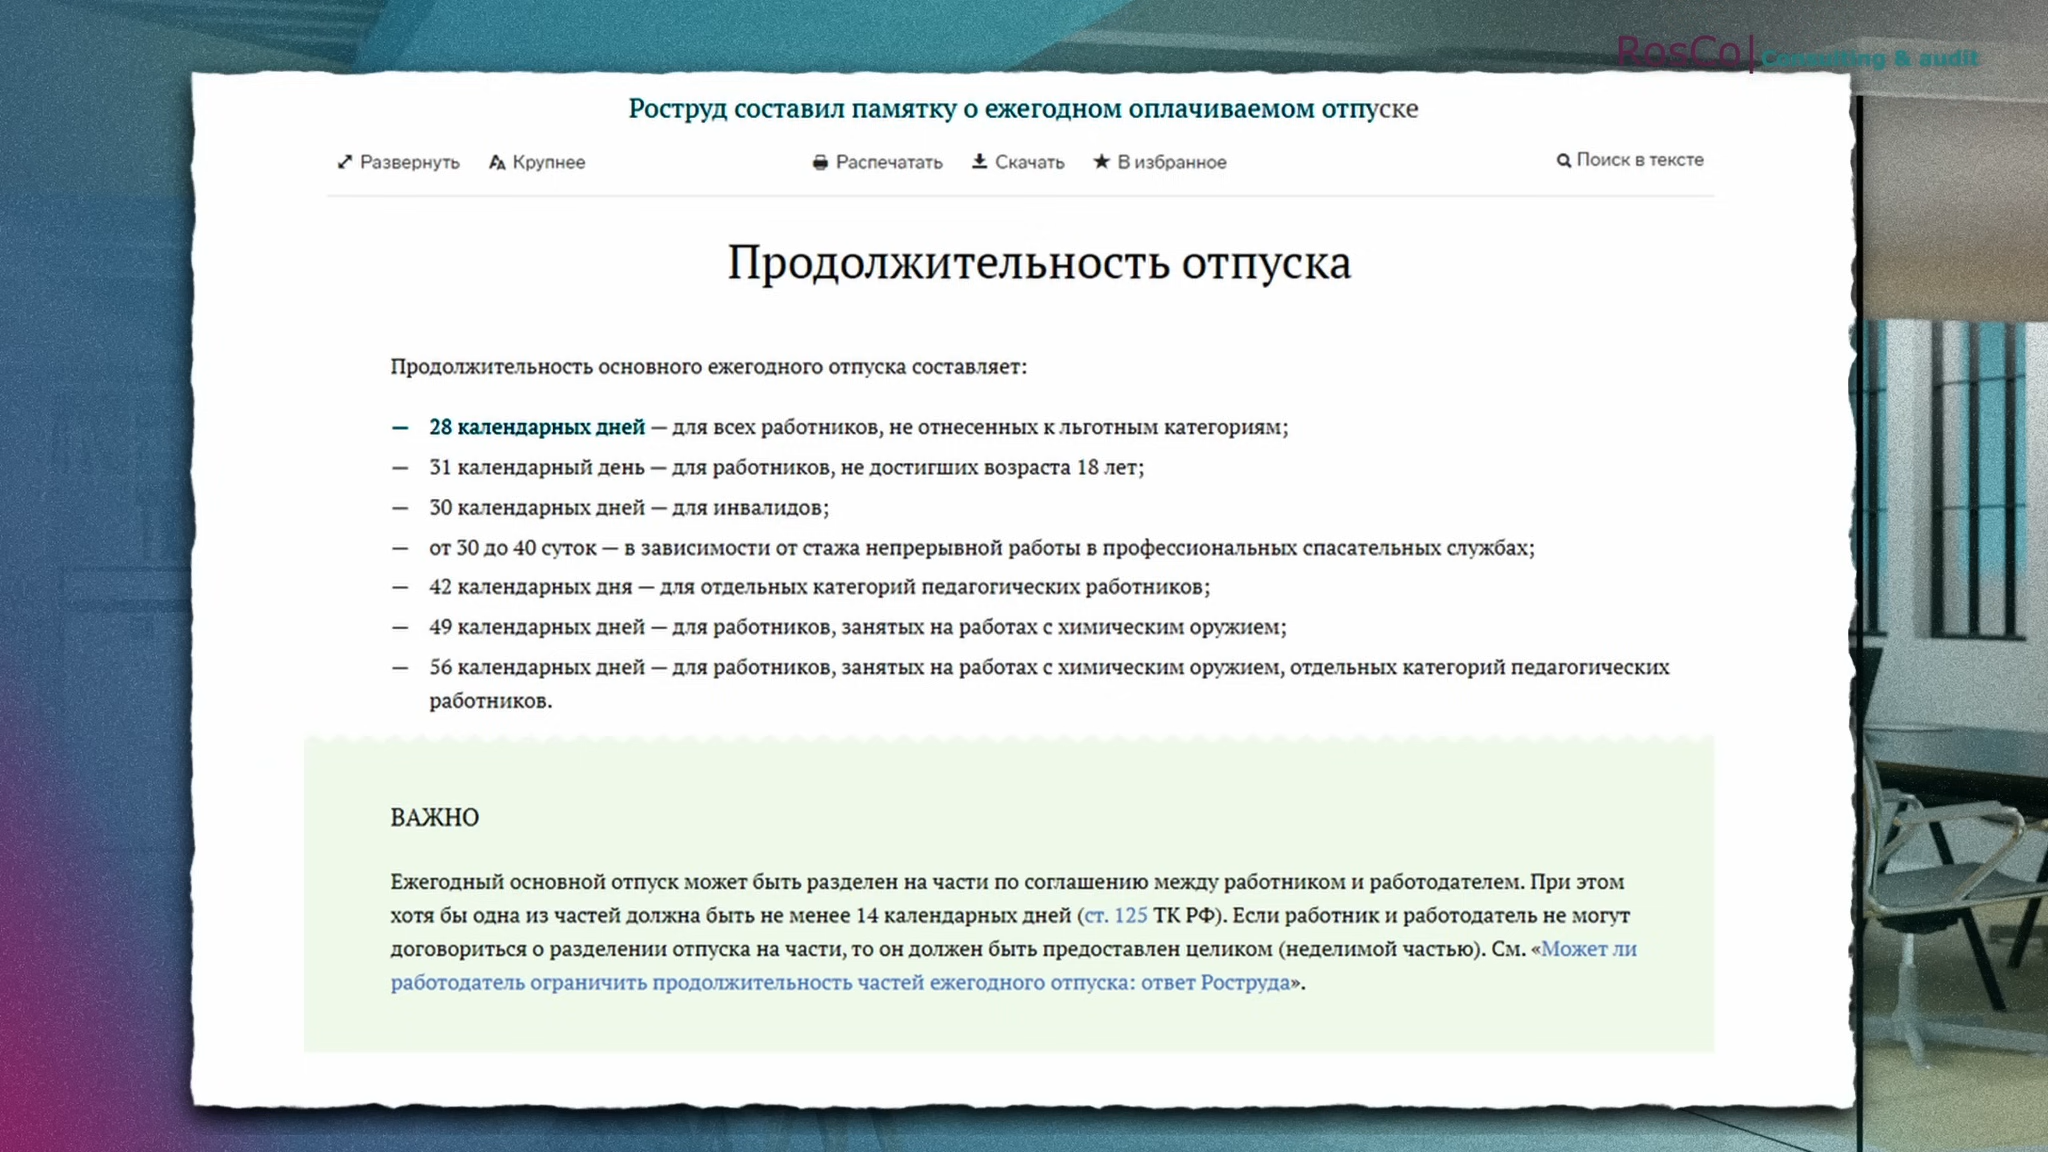 RosCo | Consulting & audit
Роструд составил памятку о ежегодном оплачиваемом отпуске
Развернуть Крупнее Распечатать Скачать В избранное Поиск в тексте
Продолжительность отпуска
Продолжительность основного ежегодного отпуска составляет:
— 28 календарных дней — для всех работников, не отнесенных к льготным категориям;
— 31 календарный день — для работников, не достигших возраста 18 лет;
— 30 календарных дней — для инвалидов;
— от 30 до 40 суток — в зависимости от стажа непрерывной работы в профессиональных спасательных службах;
— 42 календарных дня — для отдельных категорий педагогических работников;
— 49 календарных дней — для работников, занятых на работах с химическим оружием;
— 56 календарных дней — для работников, занятых на работах с химическим оружием, отдельных категорий педагогических
работников.
ВАЖНО
Ежегодный основной отпуск может быть разделен на части по соглашению между работником и работодателем. При этом
хотя бы одна из частей должна быть не менее 14 календарных дней (ст. 125 ТК РФ). Если работник и работодатель не могут
договориться о разделении отпуска на части, то он должен быть предоставлен целиком (неделимой частью). См. «Может ли
работодатель ограничить продолжительность частей ежегодного отпуска: ответ Роструда».